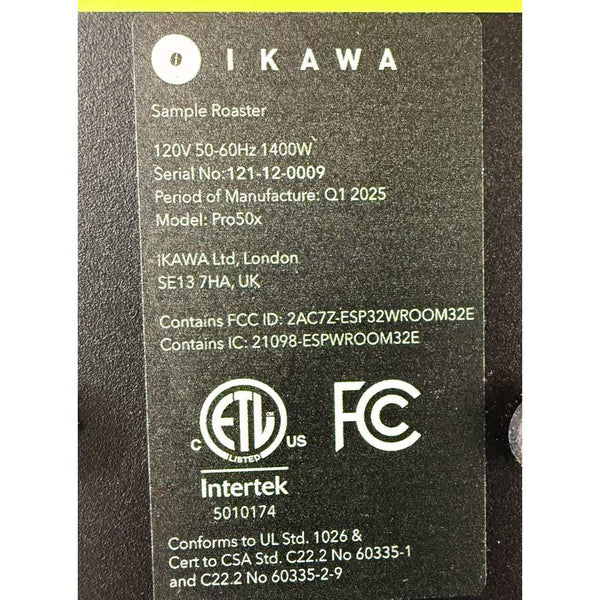 IKAWA
Sample Roaster
120V 50-60Hz 1400W
Serial No: 121-12-0009
Period of Manufacture: Q1 2025
Model: Pro50x
IKAWA Ltd, London
SE13 7HA, UK
Contains FCC ID: 2AC7Z-ESP32WROOM32E
Contains IC: 21098-ESPWROOM32E
C ETL US FC
LISTED
Intertek
5010174
Conforms to UL Std. 1026 &
Cert to CSA Std. C22.2 No 60335-1
and C22.2 No 60335-2-9